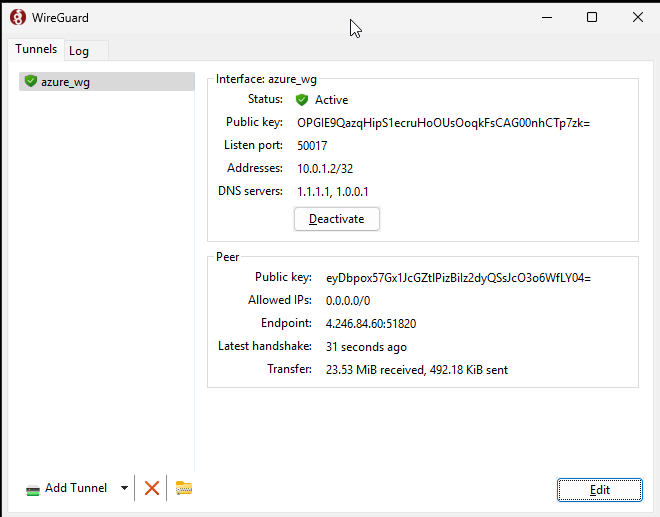 WireGuard
Tunnels Log
azure_wg
Interface: azure_wg
Status: Active
Public key: OPGlE9QazqHipS1ecruHoOUsOoqkFsCAG00nhCTp7zk=
Listen port: 50017
Addresses: 10.0.1.2/32
DNS servers: 1.1.1.1, 1.0.0.1
Deactivate
Peer
Public key: eyDbpox57Gx1JcGZtlPizBilz2dyQSsJcO3o6WfLY04=
Allowed IPs: 0.0.0.0/0
Endpoint: 4.246.84.60:51820
Latest handshake: 31 seconds ago
Transfer: 23.53 MiB received, 492.18 KiB sent
Add Tunnel
Edit